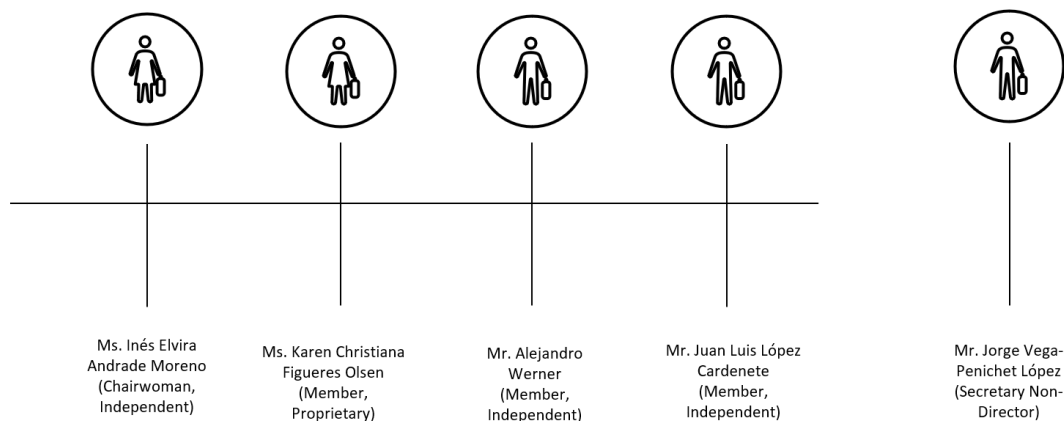 Ms. Inés Elvira
Andrade Moreno
(Chairwoman,
Independent)
Ms. Karen Christiana
Figueres Olsen
(Member,
Proprietary)
Mr. Alejandro
Werner
(Member,
Independent)
Mr. Juan Luis López
Cardenete
(Member,
Independent)
Mr. Jorge Vega-
Penichet López
(Secretary Non-
Director)